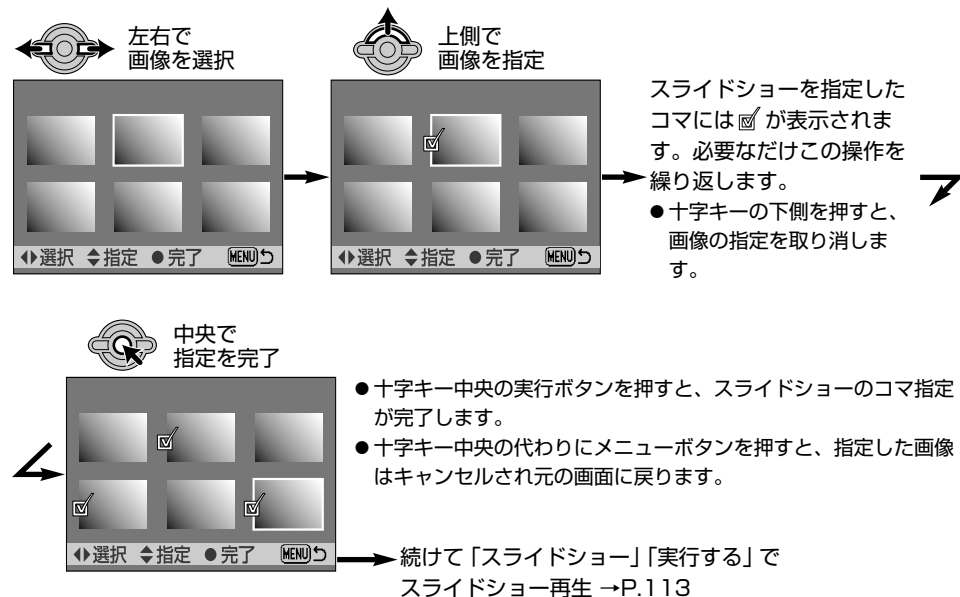 左右で
画像を選択
上側で
画像を指定
選択 指定 ●完了 MENU
選択 指定 ●完了 MENU
スライドショーを指定した
コマには☑が表示されま
す。必要なだけこの操作を
繰り返します。
●十字キーの下側を押すと、
画像の指定を取り消しま
す。
中央で
指定を完了
選択 指定 ●完了 MENU
●十字キー中央の実行ボタンを押すと、スライドショーのコマ指定
が完了します。
●十字キー中央の代わりにメニューボタンを押すと、指定した画像
はキャンセルされ元の画面に戻ります。
続けて「スライドショー」「実行する」で
スライドショー再生 →P.113